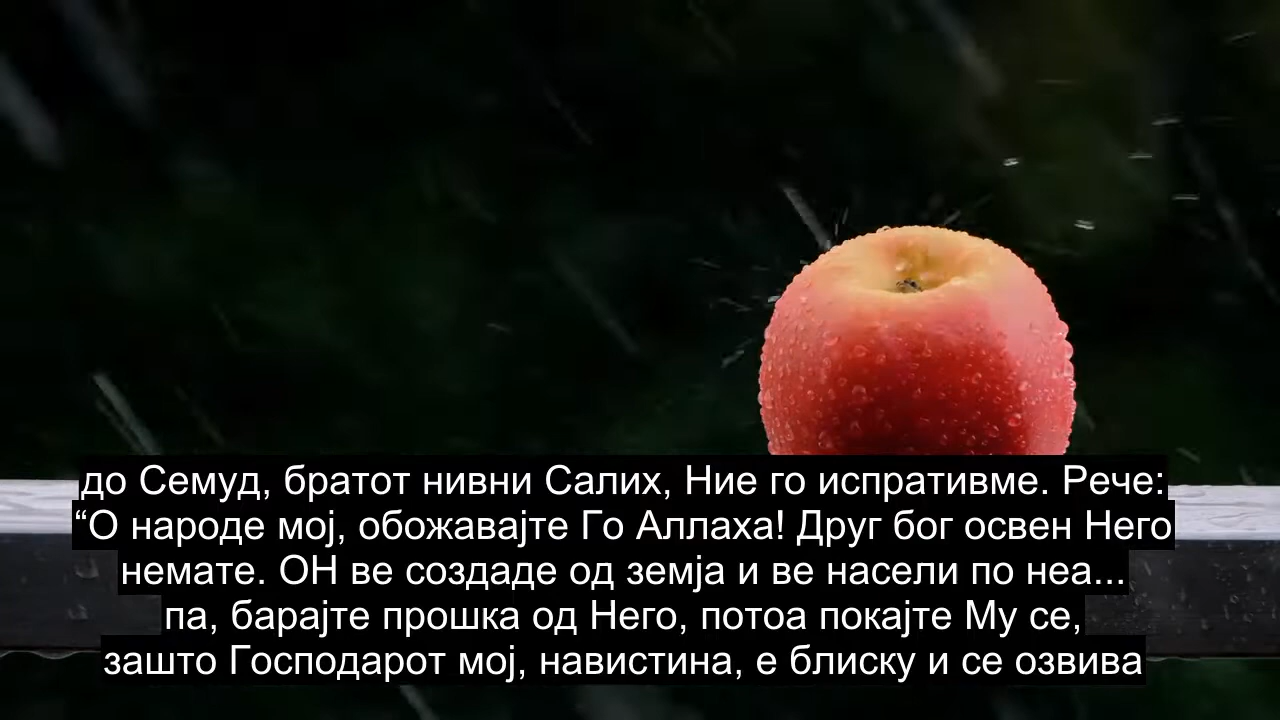 до Семуд, братот нивни Салих, Ние го испративме. Рече:
“О народе мој, обожавајте Го Аллаха! Друг бог освен Него
немате. ОН ве создаде од земја и ве насели по неа...
па, барајте прошка од Него, потоа покајте Му се,
зашто Господарот мој, навистина, е блиску и се озвива